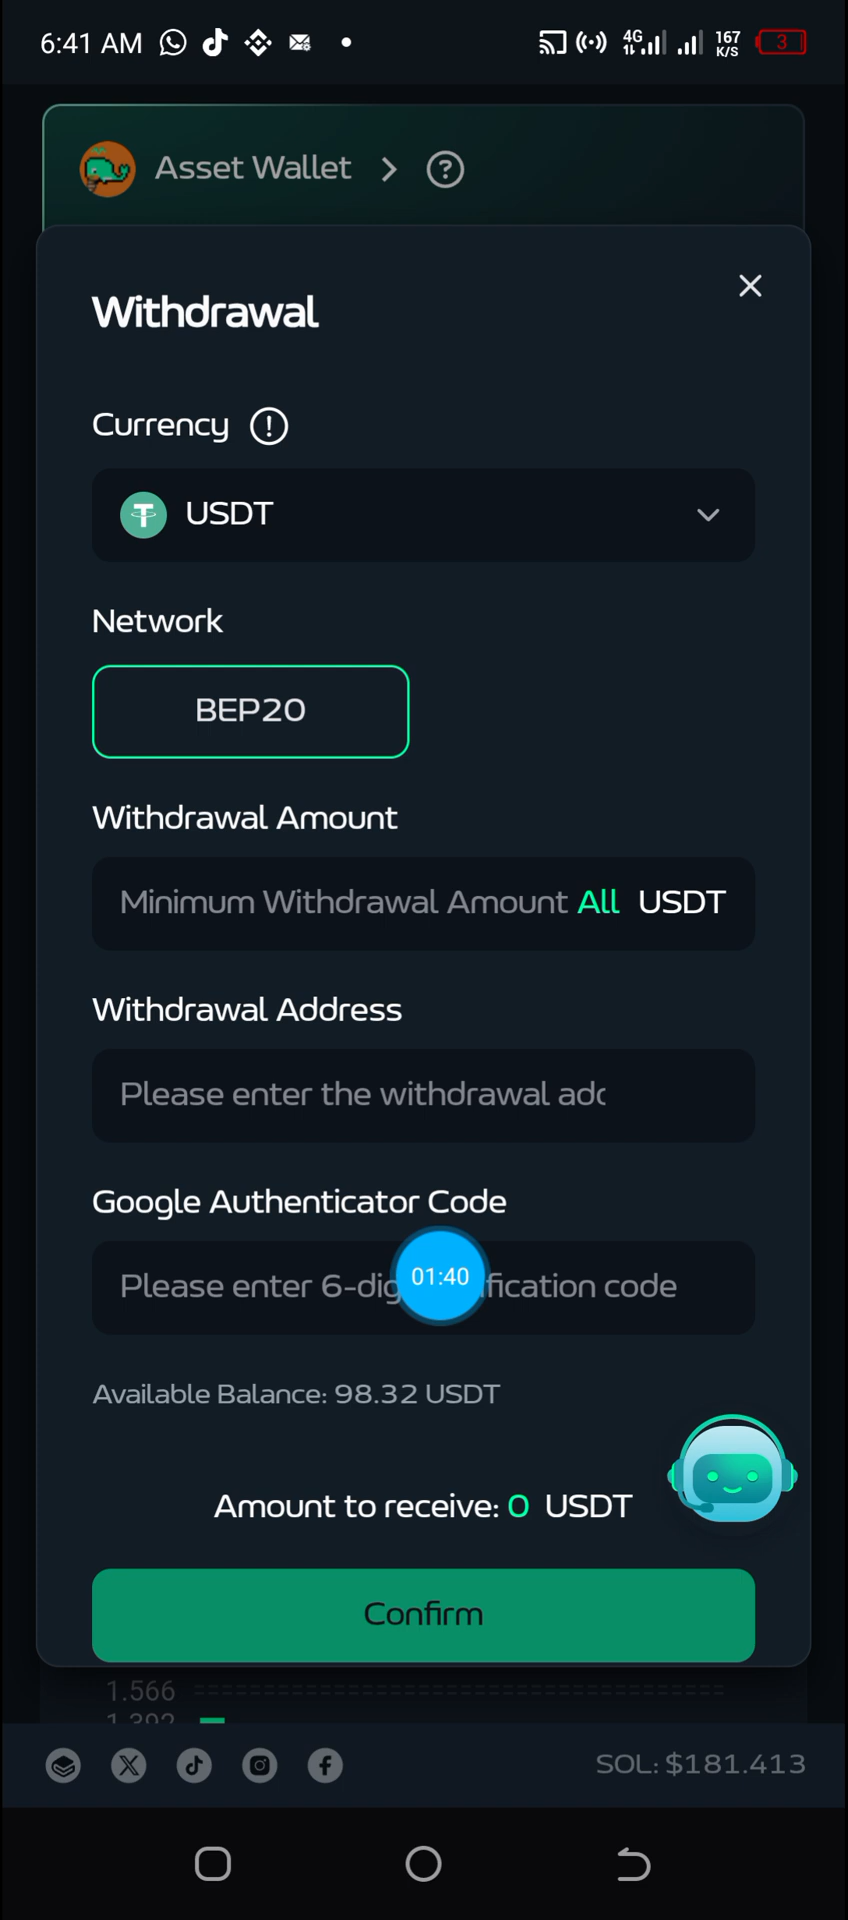 6:41 AM
4G
167
K/S
3
Asset Wallet
Withdrawal
Currency
USDT
Network
BEP20
Withdrawal Amount
Minimum Withdrawal Amount All USDT
Withdrawal Address
Please enter the withdrawal adc
Google Authenticator Code
Please enter 6-dig fication code
01:40
Available Balance: 98.32 USDT
Amount to receive: 0 USDT
Confirm
1.566
1.392
SOL: $181.413